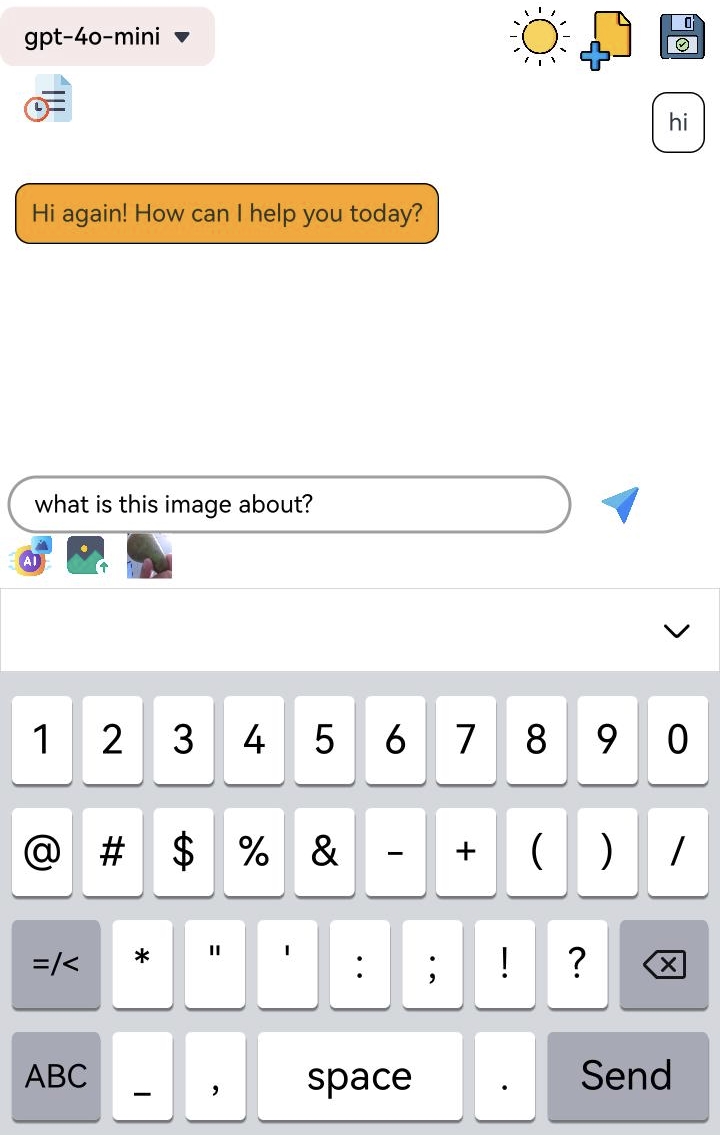 gpt-4o-mini
hi
Hi again! How can I help you today?
what is this image about?
AI
1 2 3 4 5 6 7 8 9 0
@ # $ % & - + ( ) /
=/< * " ' : ; ! ?
ABC _ , space . Send